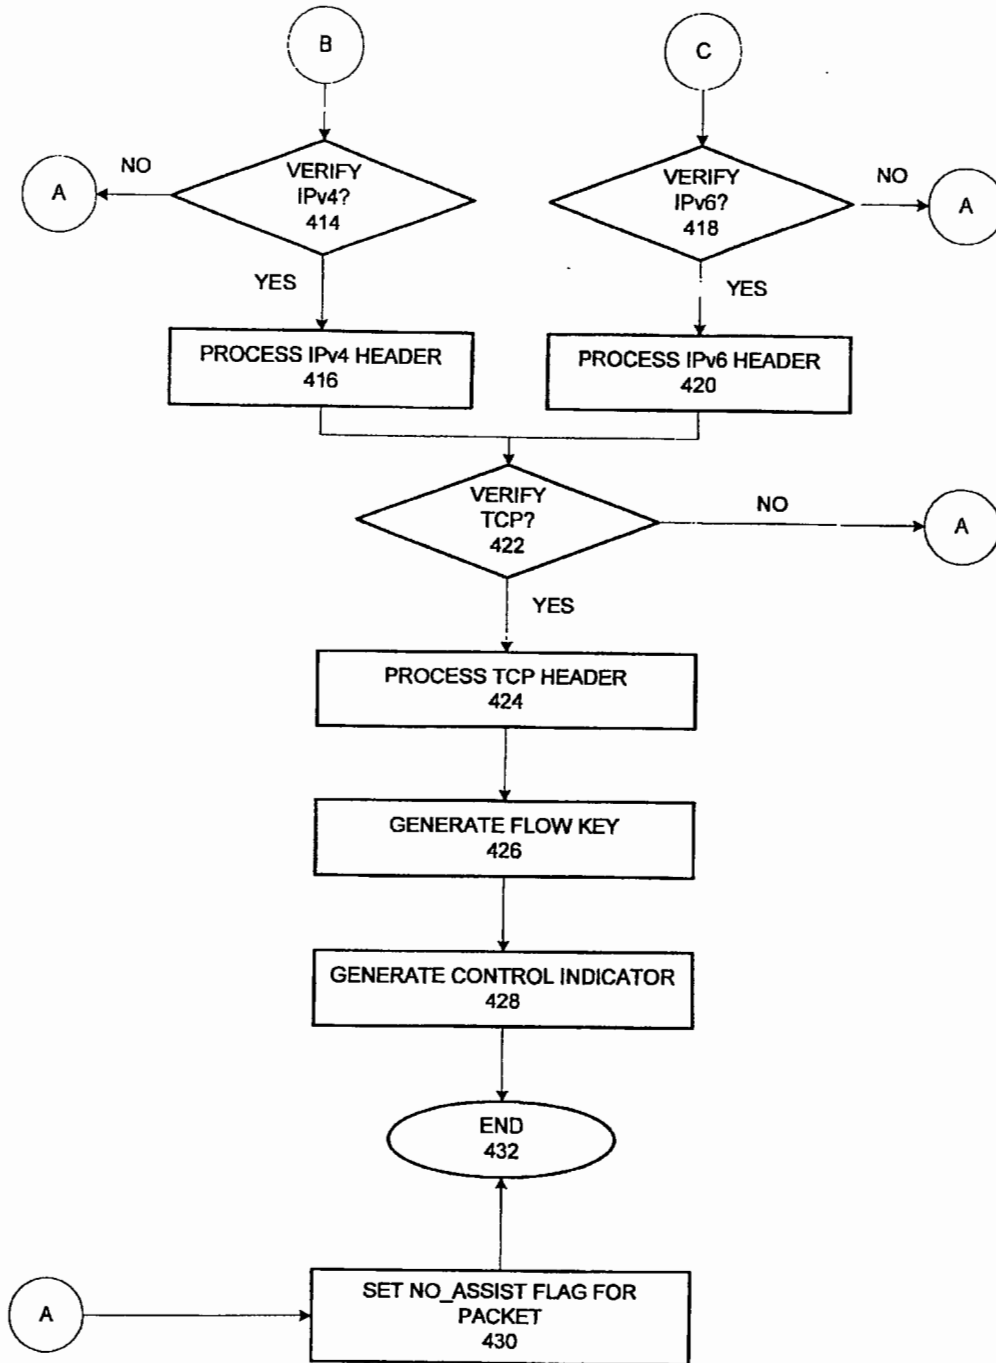 B
C
A
NO
VERIFY
IPv4?
414
VERIFY
IPv6?
418
NO
A
YES
YES
PROCESS IPv4 HEADER
416
PROCESS IPv6 HEADER
420
VERIFY
TCP?
422
NO
A
YES
PROCESS TCP HEADER
424
GENERATE FLOW KEY
426
GENERATE CONTROL INDICATOR
428
END
432
A
SET NO_ASSIST FLAG FOR
PACKET
430